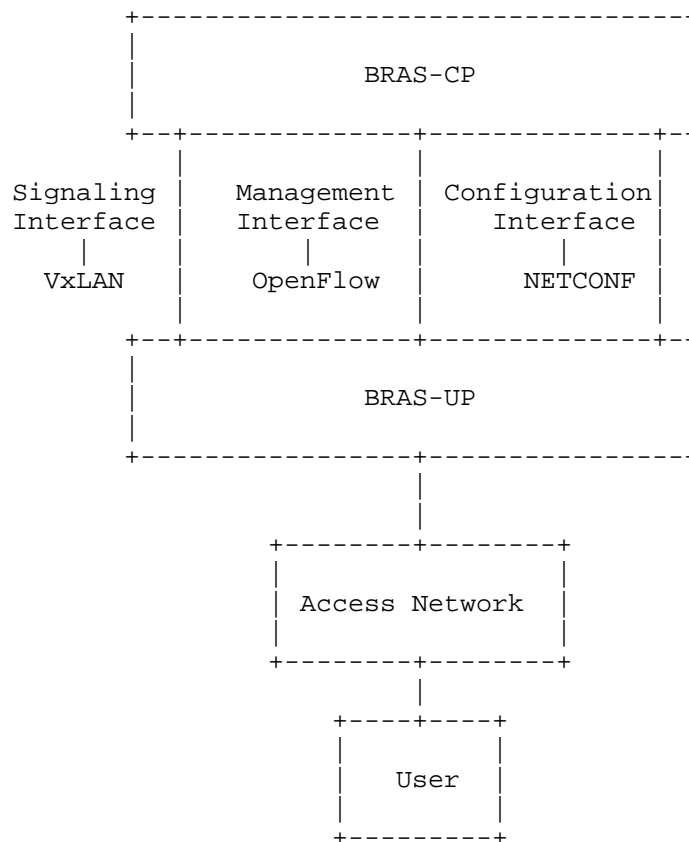 BRAS-CP
Signaling Management Configuration
Interface Interface Interface
VxLAN OpenFlow NETCONF
BRAS-UP
Access Network
User